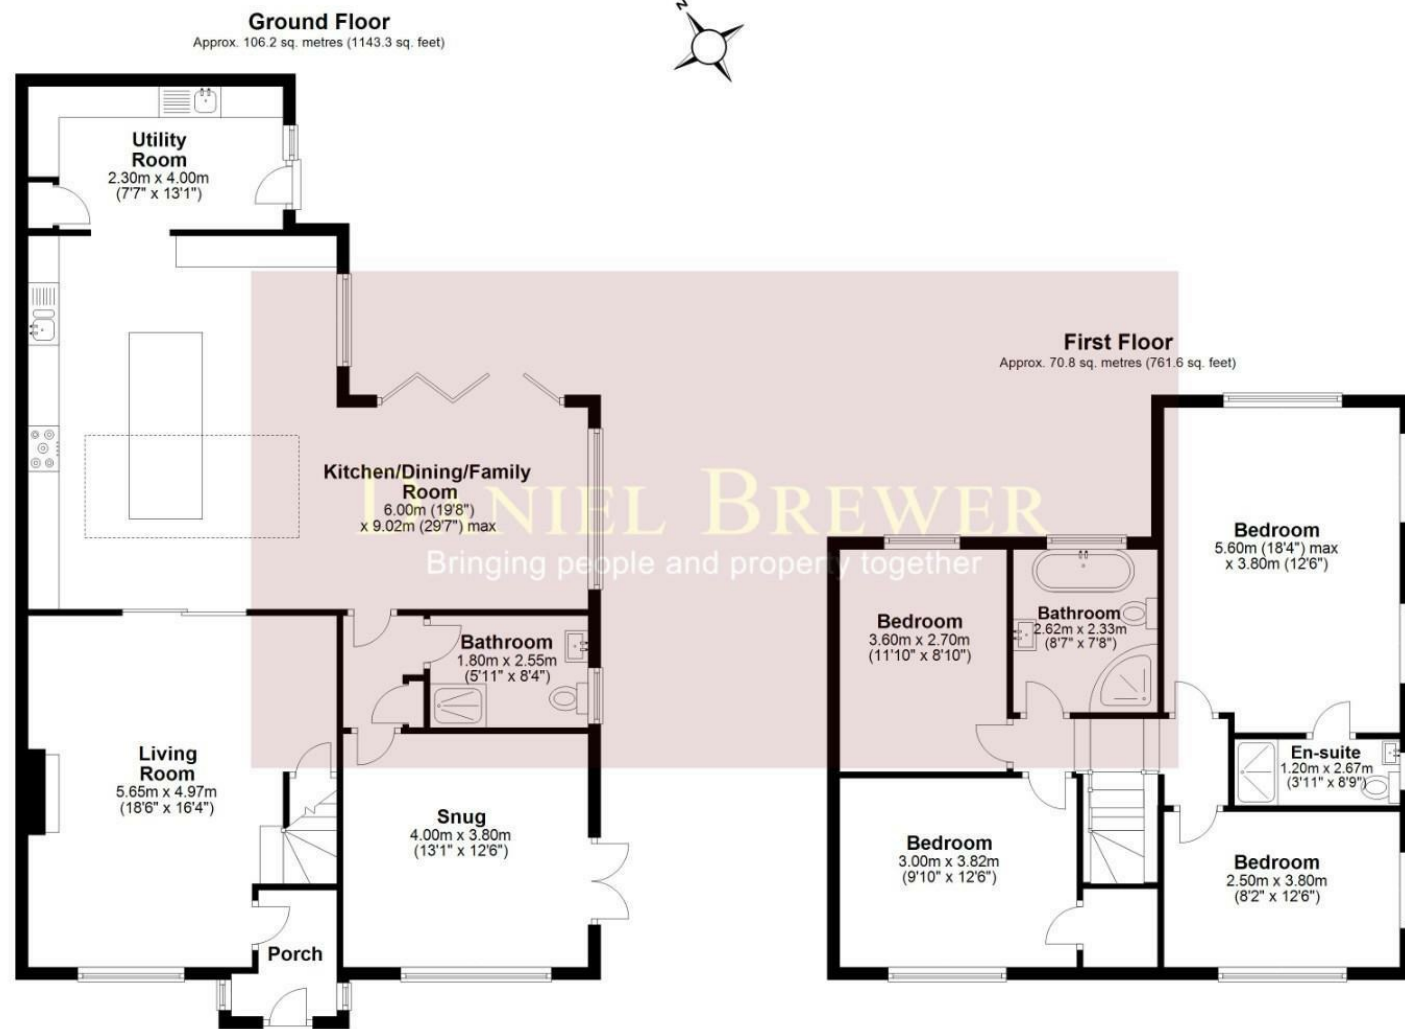 Ground Floor
Approx. 106.2 sq. metres (1143.3 sq. feet)
N
Utility
Room
2.30m x 4.00m
(7'7" x 13'1")
Kitchen/Dining/Family
Room
6.00m (19'8")
x 9.02m (29'7") max
Bathroom
1.80m x 2.55m
(5'11" x 8'4")
Living
Room
5.65m x 4.97m
(18'6" x 16'4")
Snug
4.00m x 3.80m
(13'1" x 12'6")
Porch
First Floor
Approx. 70.8 sq. metres (761.6 sq. feet)
Bedroom
5.60m (18'4") max
x 3.80m (12'6")
Bedroom
3.60m x 2.70m
(11'10" x 8'10")
Bathroom
2.62m x 2.33m
(8'7" x 7'8")
En-suite
1.20m x 2.67m
(3'11" x 8'9")
Bedroom
3.00m x 3.82m
(9'10" x 12'6")
Bedroom
2.50m x 3.80m
(8'2" x 12'6")
DANIEL BREWER
Bringing people and property together